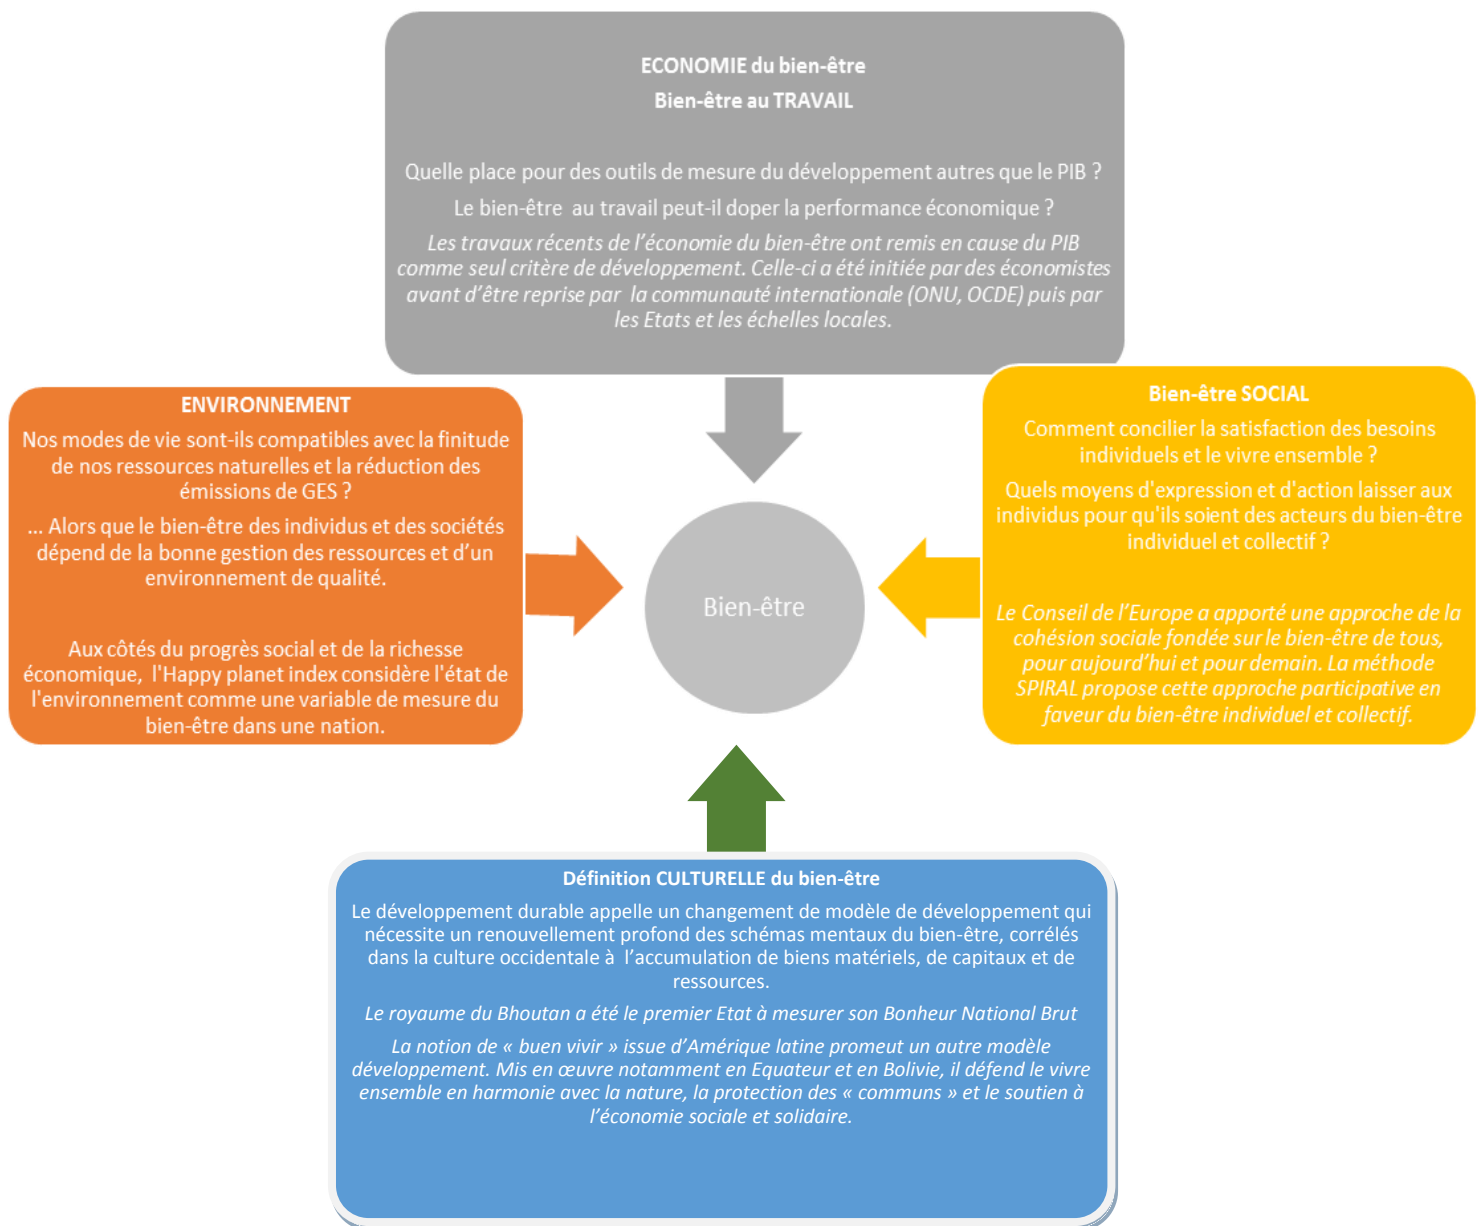 ECONOMIE du bien-être
Bien-être au TRAVAIL
Quelle place pour des outils de mesure du développement autres que le PIB ?
Le bien-être au travail peut-il doper la performance économique ?
Les travaux récents de l'économie du bien-être ont remis en cause du PIB
comme seul critère de développement. Celle-ci a été initiée par des économistes
avant d'être reprise par la communauté internationale (ONU, OCDE) puis par
les Etats et les échelles locales.
ENVIRONNEMENT
Nos modes de vie sont-ils compatibles avec la finitude
de nos ressources naturelles et la réduction des
émissions de GES ?
... Alors que le bien-être des individus et des sociétés
dépend de la bonne gestion des ressources et d'un
environnement de qualité.
Aux côtés du progrès social et de la richesse
économique, l'Happy planet index considère l'état de
l'environnement comme une variable de mesure du
bien-être dans une nation.
Bien-être
Bien-être SOCIAL
Comment concilier la satisfaction des besoins
individuels et le vivre ensemble ?
Quels moyens d'expression et d'action laisser aux
individus pour qu'ils soient des acteurs du bien-être
individuel et collectif ?
Le Conseil de l'Europe a apporté une approche de la
cohésion sociale fondée sur le bien-être de tous,
pour aujourd'hui et pour demain. La méthode
SPIRAL propose cette approche participative en
faveur du bien-être individuel et collectif.
Définition CULTURELLE du bien-être
Le développement durable appelle un changement de modèle de développement qui
nécessite un renouvellement profond des schémas mentaux du bien-être, corrélés
dans la culture occidentale à l'accumulation de biens matériels, de capitaux et de
ressources.
Le royaume du Bhoutan a été le premier Etat à mesurer son Bonheur National Brut
La notion de « buen vivir » issue d'Amérique latine promeut un autre modèle
développement. Mis en œuvre notamment en Equateur et en Bolivie, il défend le vivre
ensemble en harmonie avec la nature, la protection des « communs » et le soutien à
l'économie sociale et solidaire.